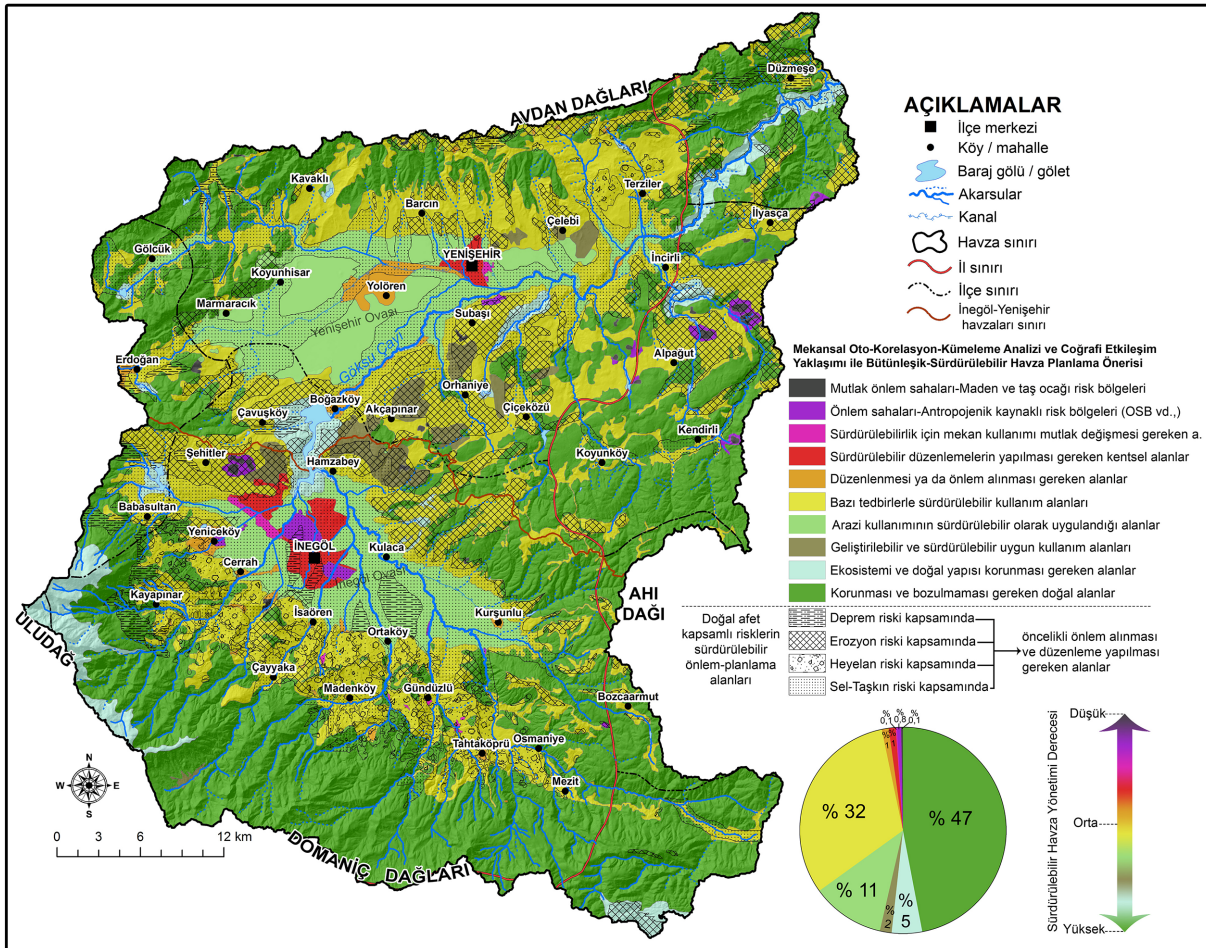 AVDAN DAĞLARI
Düzmeşe
Kavaklı
Terziler
Barcın
Çelebi
İlyasça
Gölcük
YENİŞEHİR
İncirli
Koyunhisar
Yolören
Marmaracık
Yenişehir Ovası
Subaşı
Göksu Çayı
Erdoğan
Alpağut
Orhaniye
Boğazköy
Çavuşköy
Akçapınar
Çiçeközü
Kendirli
Şehitler
Hamzabey
Koyunköy
Babasultan
Yeniceköy
İNEGÖL
Kulaca
Cerrah
İnegöl Ova
Kayapınar
İsaören
Kurşunlu
AHI
DAĞI
ULUDAĞ
Ortaköy
Çayyaka
Madenköy
Gündüzlü
Bozcaarmut
Tahtaköprü
Osmaniye
Mezit
DOMANİÇ DAĞLARI
N
W E
S
0 3 6 12 km
AÇIKLAMALAR
İlçe merkezi
Köy / mahalle
Baraj gölü / gölet
Akarsular
Kanal
Havza sınırı
İl sınırı
İlçe sınırı
İnegöl-Yenişehir
havzaları sınırı
Mekansal Oto-Korelasyon-Kümeleme Analizi ve Coğrafi Etkileşim
Yaklaşımı ile Bütünleşik-Sürdürülebilir Havza Planlama Önerisi
Mutlak önlem sahaları-Maden ve taş ocağı risk bölgeleri
Önlem sahaları-Antropojenik kaynaklı risk bölgeleri (OSB vd.,)
Sürdürülebilirlik için mekan kullanımı mutlak değişmesi gereken a.
Sürdürülebilir düzenlemelerin yapılması gereken kentsel alanlar
Düzenlenmesi ya da önlem alınması gereken alanlar
Bazı tedbirlerle sürdürülebilir kullanım alanları
Arazi kullanımının sürdürülebilir olarak uygulandığı alanlar
Geliştirilebilir ve sürdürülebilir uygun kullanım alanları
Ekosistemi ve doğal yapısı korunması gereken alanlar
Korunması ve bozulmaması gereken doğal alanlar
Doğal afet
kapsamlı risklerin
sürdürülebilir
önlem-planlama
alanları
Deprem riski kapsamında
Erozyon riski kapsamında
Heyelan riski kapsamında
Sel-Taşkın riski kapsamında
öncelikli önlem alınması
ve düzenleme yapılması
gereken alanlar
% 0,1
% 1
% 1
% 0,8
% 0,1
% 32
% 47
% 11
% 2
% 5
Sürdürülebilir Havza Yönetimi Derecesi
Düşük
Orta
Yüksek